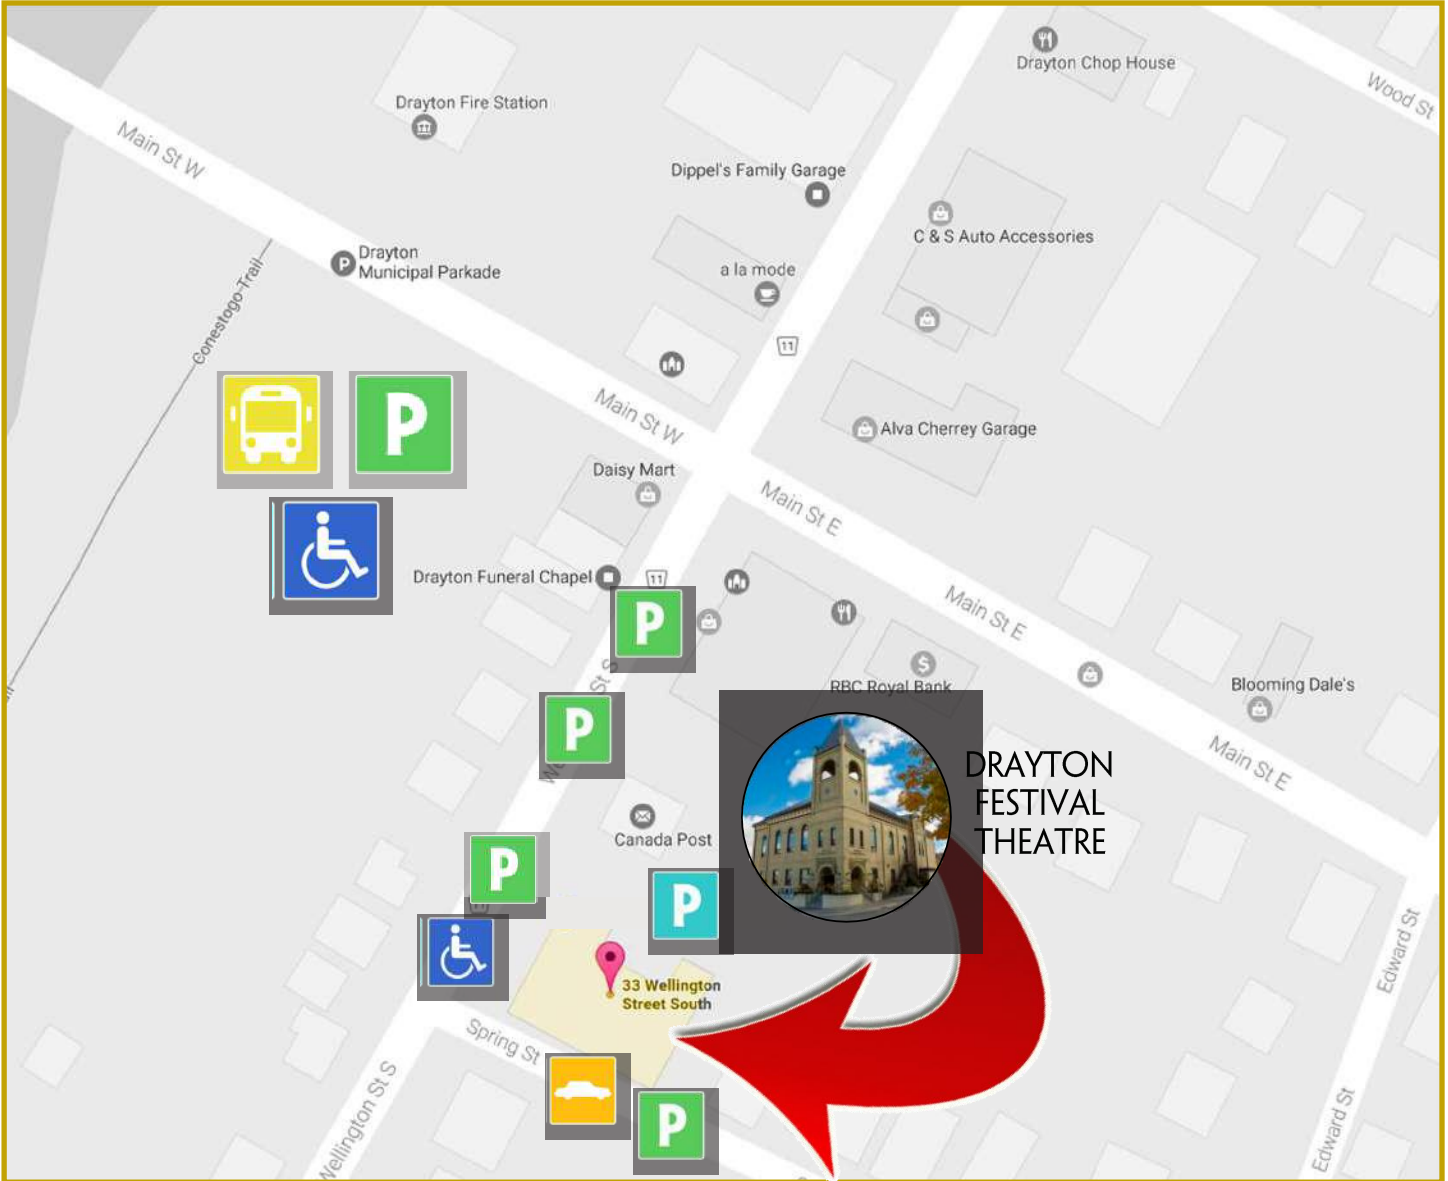 Drayton Chop House
Wood St
Drayton Fire Station
Main St W
Dippel's Family Garage
C & S Auto Accessories
Drayton
Municipal Parkade
P
a la mode
Conestogo Trail
11
Main St W
P
Alva Cherrey Garage
Daisy Mart
Main St E
Drayton Funeral Chapel
11
P
Main St E
St S
$
RBC Royal Bank
Blooming Dale's
P
Main St E
DRAYTON
FESTIVAL
THEATRE
Canada Post
P
P
Edward St
33 Wellington
Street South
Spring St
P
Wellington St S
Edward St